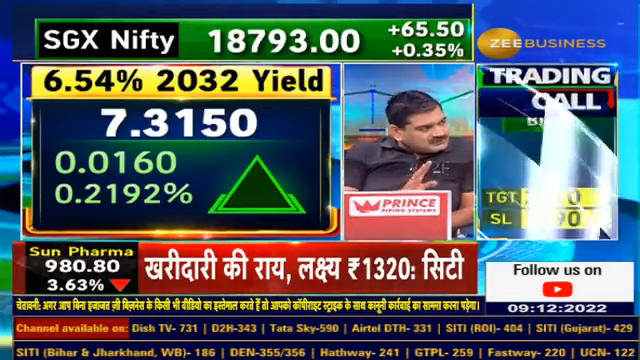 SGX Nifty 18793.00 +65.50
+0.35%
ZEE BUSINESS
6.54% 2032 Yield
7.3150
0.0160
0.2192%
TRADING
CALL
TGT
SL
PRINCE
PIPING SYSTEMS
Sun Pharma
980.80
3.63%
खरीदारी की राय, लक्ष्य ₹1320: सिटी
Follow us on
09:12:2022
चेतावनी: अगर आप बिना इजाजत ज़ी बिज़नेस के किसी भी वीडियो का इस्तेमाल करते हैं तो आपको कॉपीराइट स्ट्राइक के साथ कानूनी कार्रवाई का सामना करना पड़ेगा.
Channel available on: Dish TV- 731 | D2H-343 | Tata Sky-590 | Airtel DTH- 331 | SITI (ROI) - 404 | SITI (Gujarat) - 429
SITI (Bihar & Jharkhand, WB)- 186 | DEN-355/356 | Hathway- 241 | GTPL- 259 | Fastway- 220 | UCN- 122